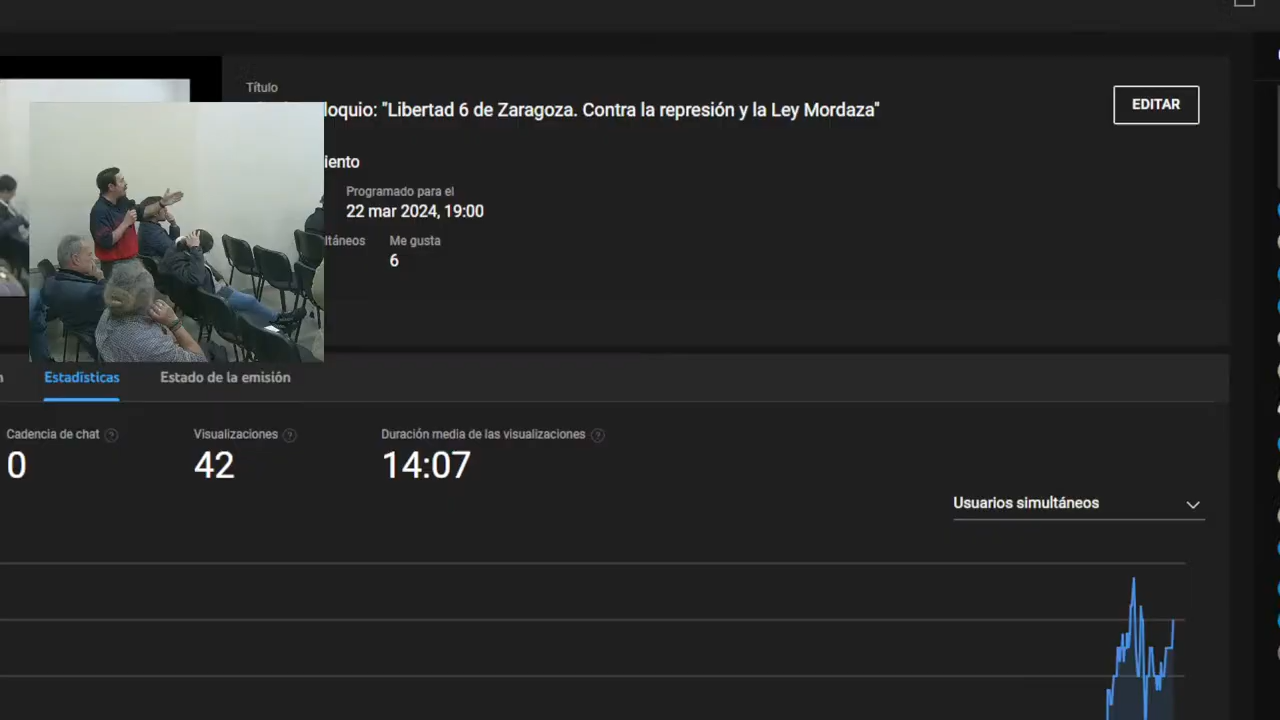 Título
loquio: "Libertad 6 de Zaragoza. Contra la represión y la Ley Mordaza"
EDITAR
iento
Programado para el
22 mar 2024, 19:00
ltáneos Me gusta
6
Estadísticas Estado de la emisión
Cadencia de chat Visualizaciones Duración media de las visualizaciones
0 42 14:07
Usuarios simultáneos